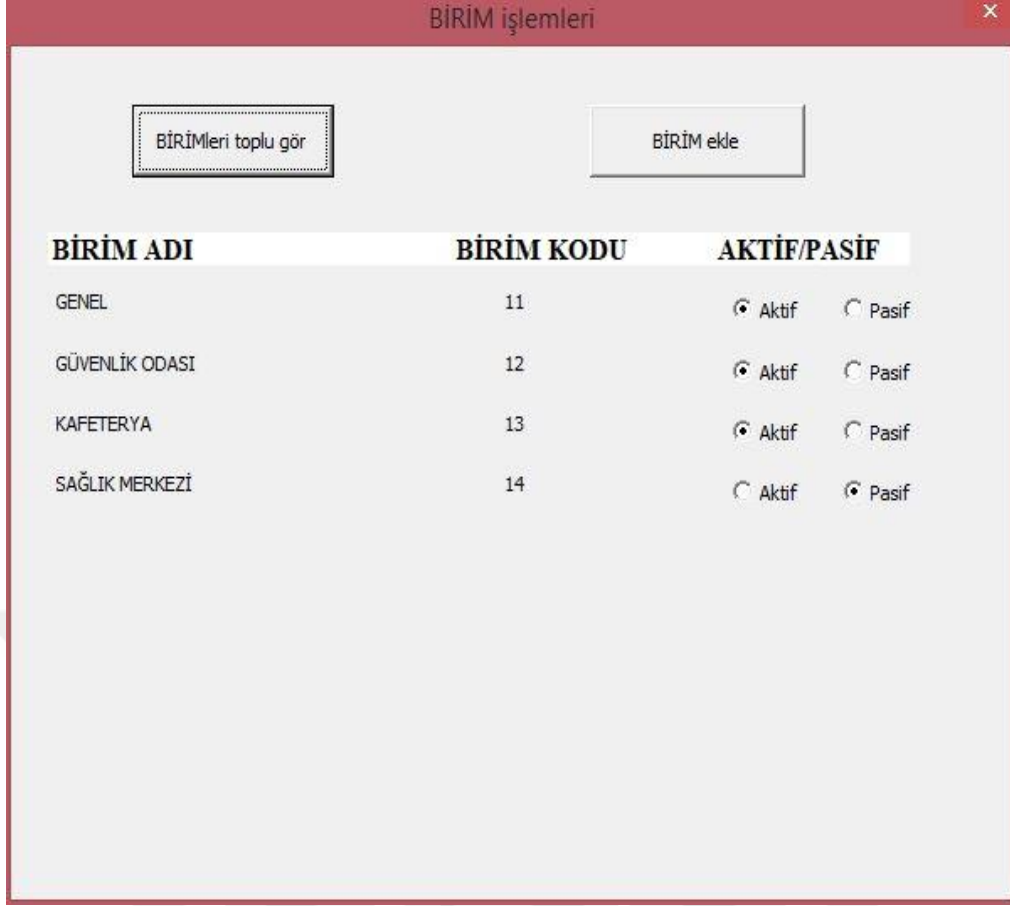 BİRİM işlemleri
BİRİMleri toplu gör BİRİM ekle
BİRİM ADI BİRİM KODU AKTİF/PASİF
GENEL 11 Aktif Pasif
GÜVENLİK ODASI 12 Aktif Pasif
KAFETERYA 13 Aktif Pasif
SAĞLIK MERKEZİ 14 Aktif Pasif